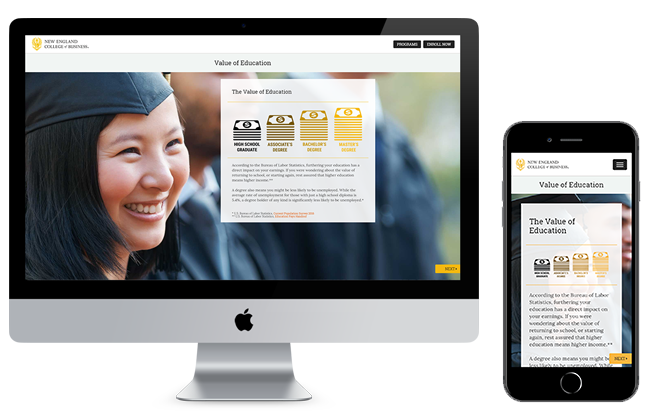 NEW ENGLAND
COLLEGE of BUSINESS
PROGRAMS
ENROLL NOW
Value of Education
The Value of Education
HIGH SCHOOL
GRADUATE
ASSOCIATE'S
DEGREE
BACHELOR'S
DEGREE
MASTER'S
DEGREE
According to the Bureau of Labor Statistics, furthering your education has a
direct impact on your earnings. If you were wondering about the value of
returning to school, or starting again, rest assured that higher education
means higher income.**
A degree also means you might be less likely to be unemployed. While the
average rate of unemployment for those with just a high school diploma is
5.4%, a degree holder of any kind is significantly less likely to be unemployed.*
* U.S. Bureau of Labor Statistics,
** U.S. Bureau of Labor Statistics,
NEXT
NEW ENGLAND
COLLEGE of BUSINESS
Value of Education
The Value of
Education
HIGH SCHOOL
GRADUATE
ASSOCIATE'S
DEGREE
BACHELOR'S
DEGREE
MASTER'S
DEGREE
According to the Bureau of Labor
Statistics, furthering your
education has a direct impact on
your earnings. If you were
wondering about the value of
returning to school, or starting
again, rest assured that higher
education means higher income.**
NEXT
A degree also means you might be
less likely to be unemployed. While